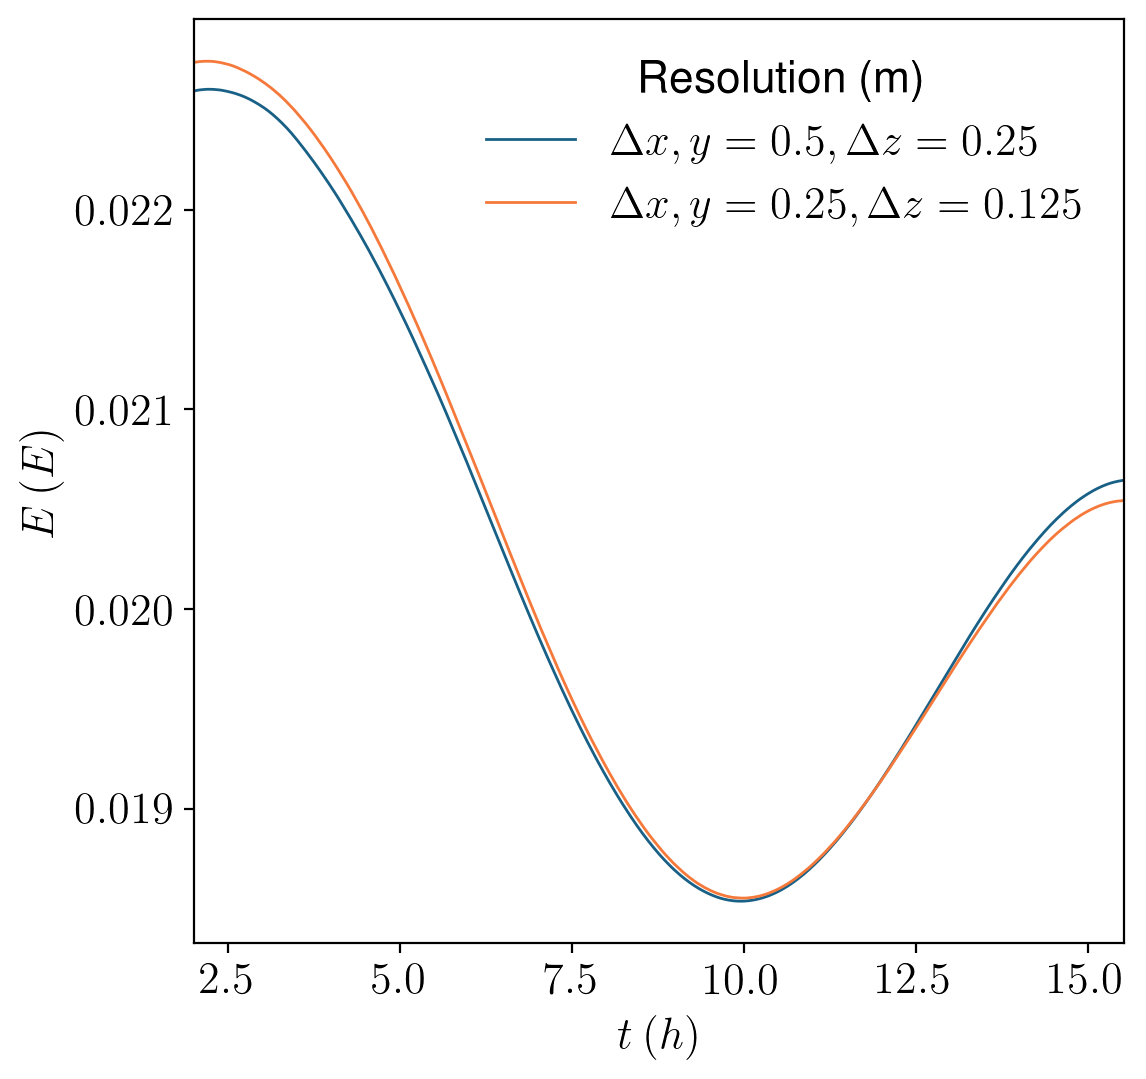 Resolution (m)
Δx, y = 0.5, Δz = 0.25
Δx, y = 0.25, Δz = 0.125
0.022
0.021
0.020
0.019
E (E)
2.5 5.0 7.5 10.0 12.5 15.0
t (h)